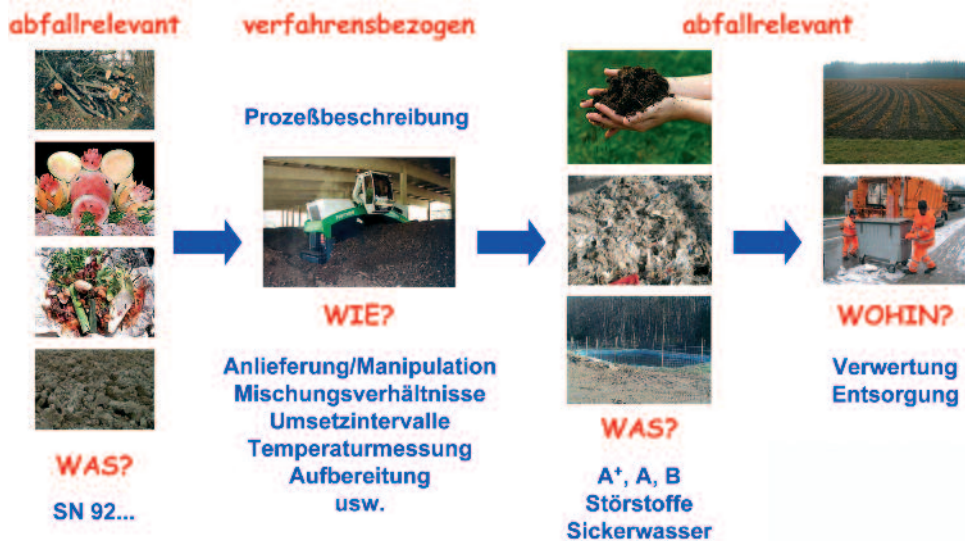 abfallrelevant
verfahrensbezogen
abfallrelevant
Prozeßbeschreibung
WAS?
SN 92...
WIE?
Anlieferung/Manipulation
Mischungsverhältnisse
Umsetzintervalle
Temperaturmessung
Aufbereitung
usw.
WAS?
A⁺, A, B
Störstoffe
Sickerwasser
WOHIN?
Verwertung
Entsorgung